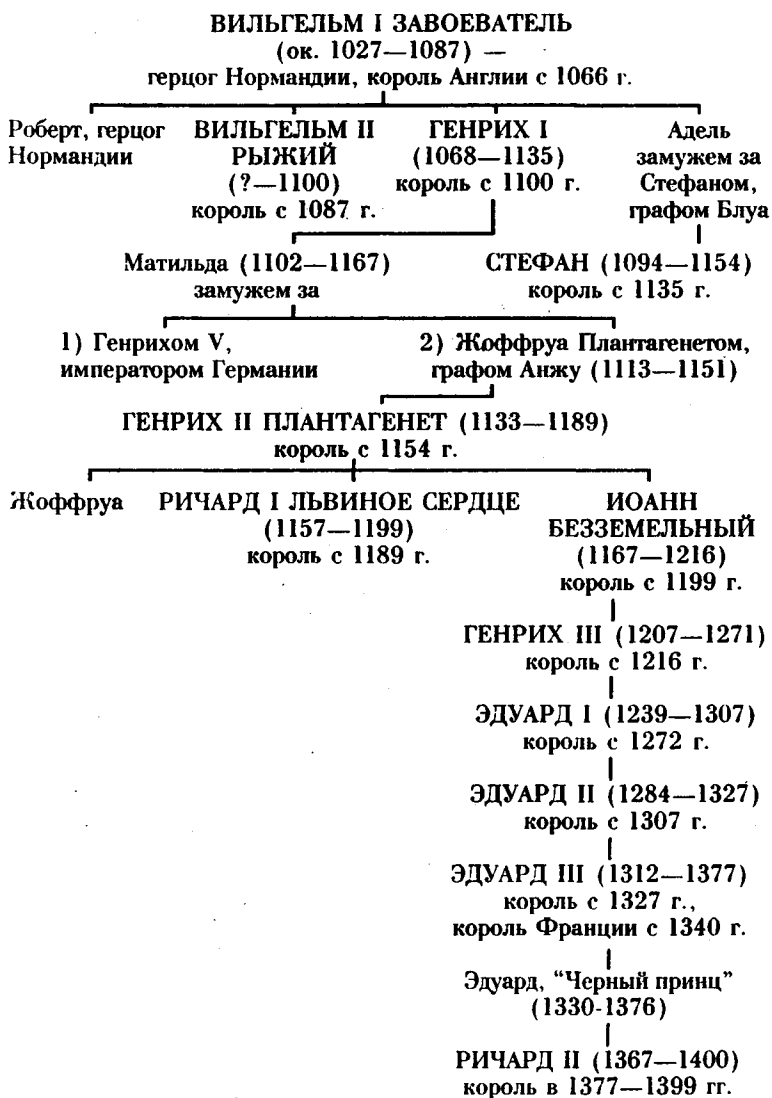 ВИЛЬГЕЛЬМ I ЗАВОЕВАТЕЛЬ
(ок. 1027—1087) —
герцог Нормандии, король Англии с 1066 г.
Роберт, герцог
Нормандии
ВИЛЬГЕЛЬМ II
РЫЖИЙ
(?—1100)
король с 1087 г.
ГЕНРИХ I
(1068—1135)
король с 1100 г.
Адель
замужем за
Стефаном,
графом Блуа
Матильда (1102—1167)
замужем за
СТЕФАН (1094—1154)
король с 1135 г.
1) Генрихом V,
императором Германии
2) Жоффруа Плантагенетом,
графом Анжу (1113—1151)
ГЕНРИХ II ПЛАНТАГЕНЕТ (1133—1189)
король с 1154 г.
Жоффруа
РИЧАРД I ЛЬВИНОЕ СЕРДЦЕ
(1157—1199)
король с 1189 г.
ИОАНН
БЕЗЗЕМЕЛЬНЫЙ
(1167—1216)
король с 1199 г.
ГЕНРИХ III (1207—1271)
король с 1216 г.
ЭДУАРД I (1239—1307)
король с 1272 г.
ЭДУАРД II (1284—1327)
король с 1307 г.
ЭДУАРД III (1312—1377)
король с 1327 г.,
король Франции с 1340 г.
Эдуард, “Черный принц”
(1330-1376)
РИЧАРД II (1367—1400)
король в 1377—1399 гг.